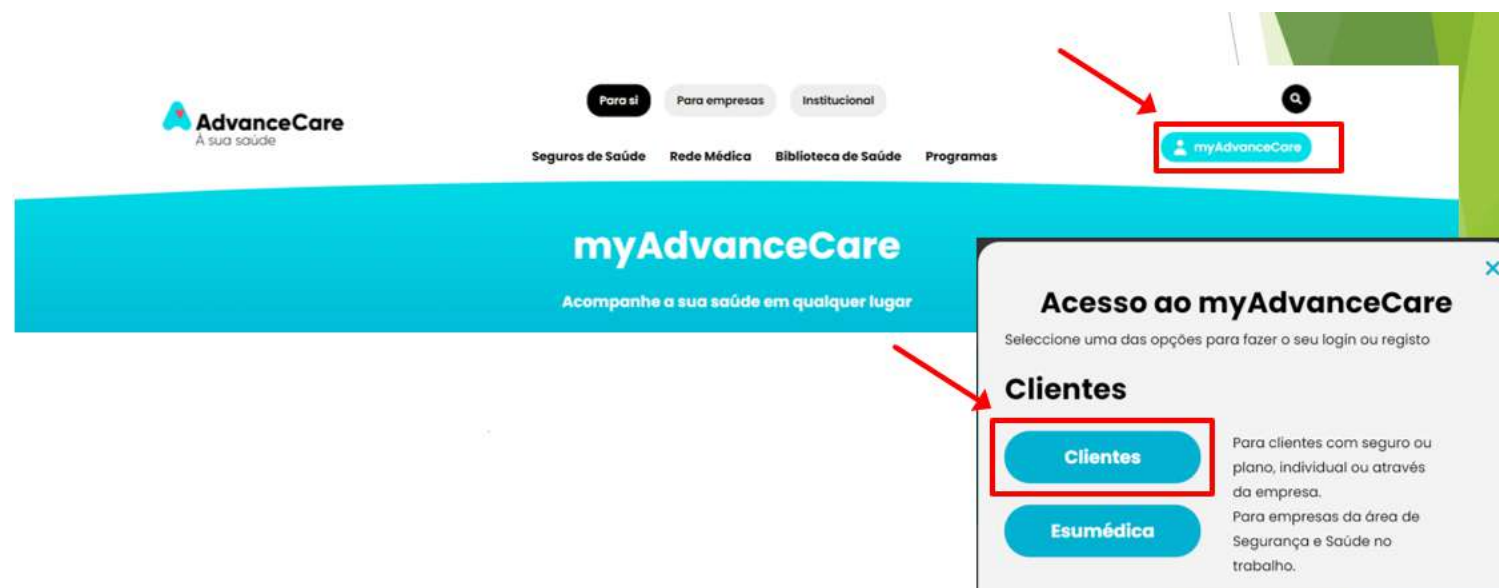 Para si Para empresas Institucional
AdvanceCare
À sua saúde
Seguros de Saúde Rede Médica Biblioteca de Saúde Programas
myAdvanceCare
myAdvanceCare
Acompanhe a sua saúde em qualquer lugar
Acesso ao myAdvanceCare
Seleccione uma das opções para fazer o seu login ou registo
Clientes
Clientes
Para clientes com seguro ou
plano, individual ou através
da empresa.
Esumédica
Para empresas da área de
Segurança e Saúde no
trabalho.